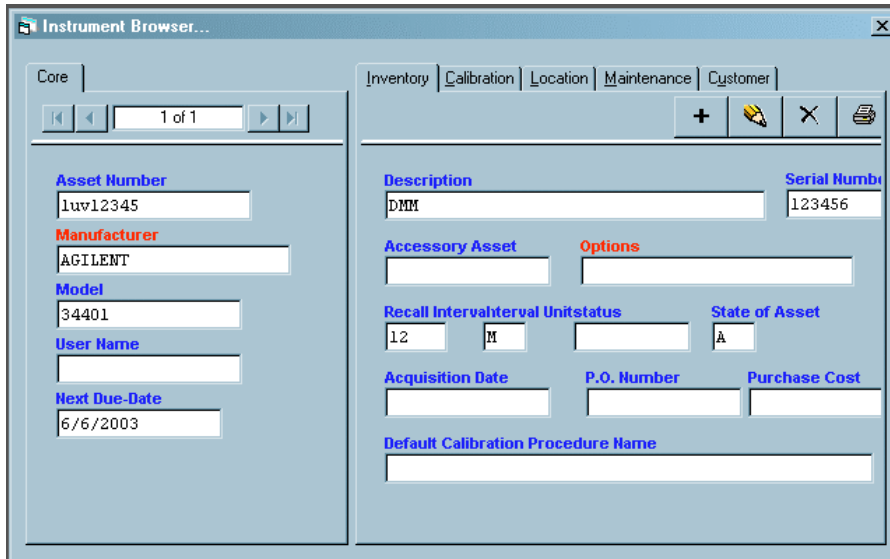 Instrument Browser...
Core
1 of 1
Asset Number
luv12345
Manufacturer
AGILENT
Model
34401
User Name
Next Due-Date
6/6/2003
Inventory Calibration Location Maintenance Customer
Description Serial Numbe
DMM 123456
Accessory Asset Options
Recall Intervahterval Unitstatus State of Asset
12 M A
Acquisition Date P.O. Number Purchase Cost
Default Calibration Procedure Name